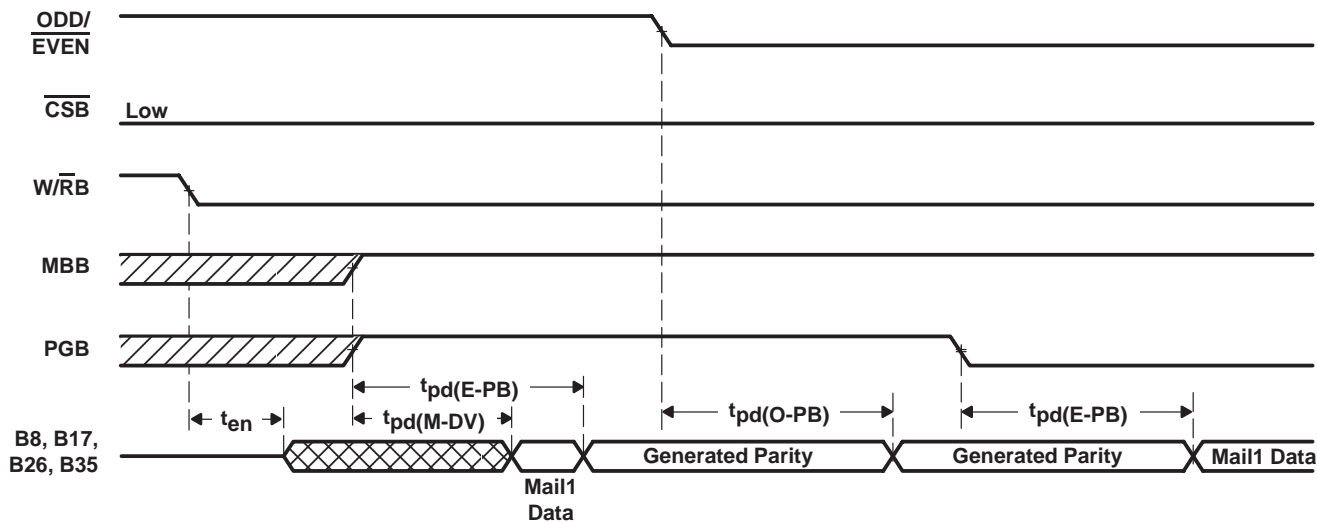 ODD/
EVEN
CSB
Low
W/RB
MBB
PGB
tpd(E-PB)
ten
tpd(M-DV)
tpd(O-PB)
tpd(E-PB)
B8, B17,
B26, B35
Generated Parity
Generated Parity
Mail1 Data
Mail1
Data